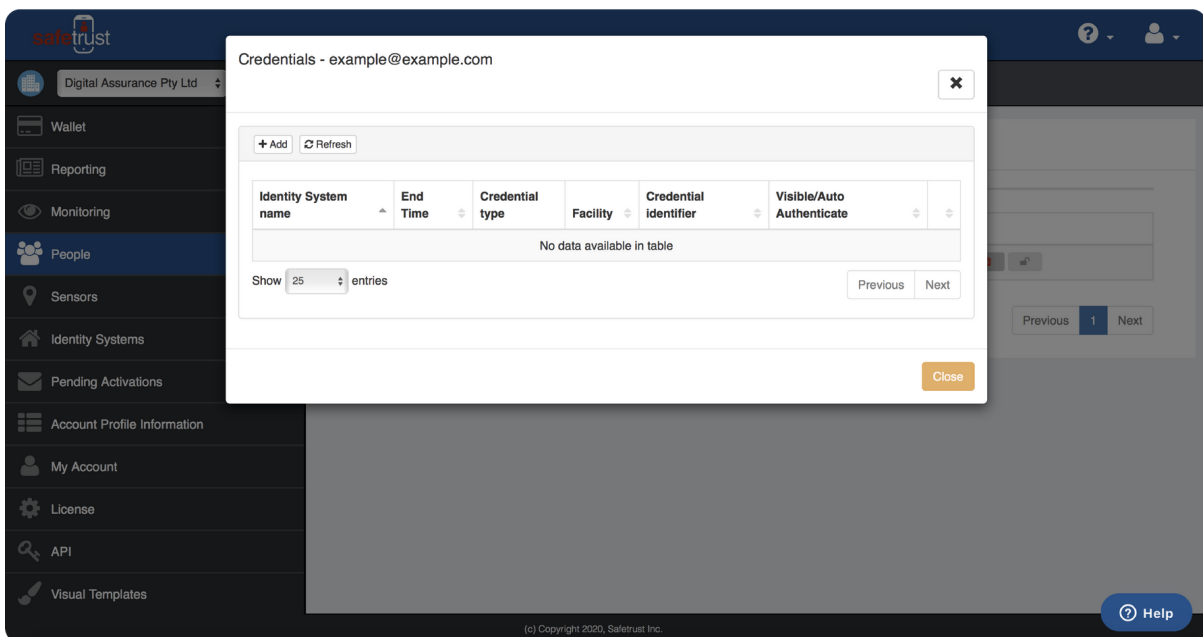 safetrust
Credentials - example@example.com
Digital Assurance Pty Ltd
Wallet
Reporting
Monitoring
People
Sensors
Identity Systems
Pending Activations
Account Profile Information
My Account
License
API
Visual Templates
Add
Refresh
Identity System name
End Time
Credential type
Facility
Credential identifier
Visible/Auto Authenticate
No data available in table
Show 25 entries
Previous Next
Close
Previous 1 Next
Help
(c) Copyright 2020, Safetrust Inc.